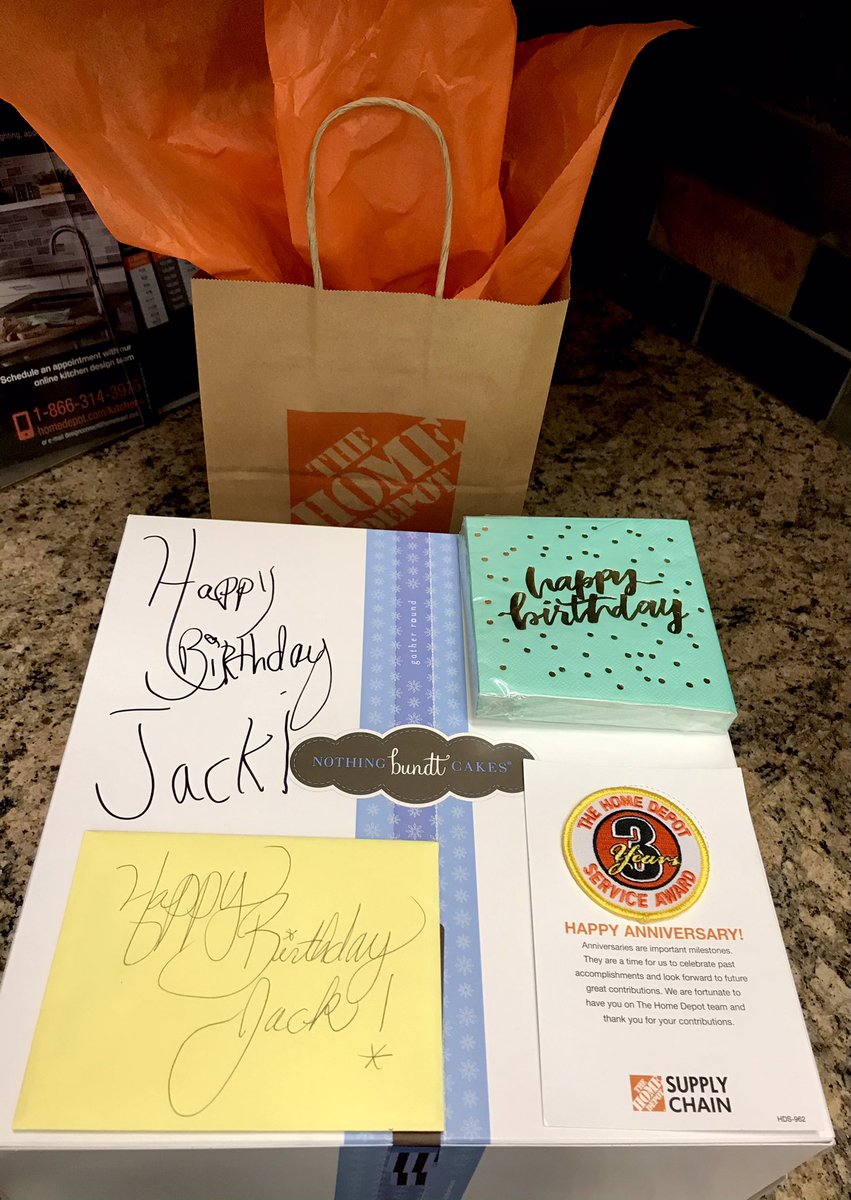 Schedule an appointment with our
online kitchen design team.
1-866-314-39
homedepot.com/kitchen
THE
HOME
DEPOT
Happy
Birthday
Jack!
gather round
NOTHING bundt CAKES®
happy
birthday
Happy
Birthday
Jack!
THE HOME DEPOT
3
Years
SERVICE AWARD
HAPPY ANNIVERSARY!
Anniversaries are important milestones.
They are a time for us to celebrate past
accomplishments and look forward to future
great contributions. We are fortunate to
have you on The Home Depot team and
thank you for your contributions.
THE
HOME
DEPOT
SUPPLY
CHAIN
HDS-962